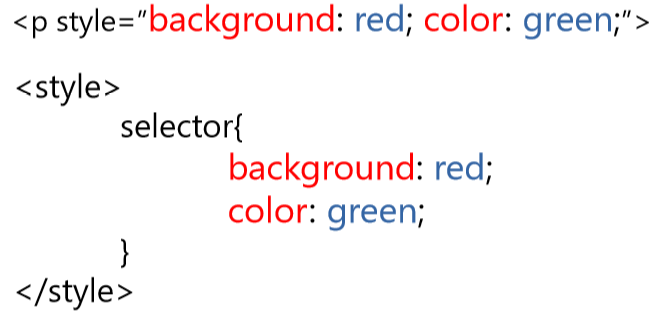 <p style="background: red; color: green;">
<style>
selector{
background: red;
color: green;
}
</style>